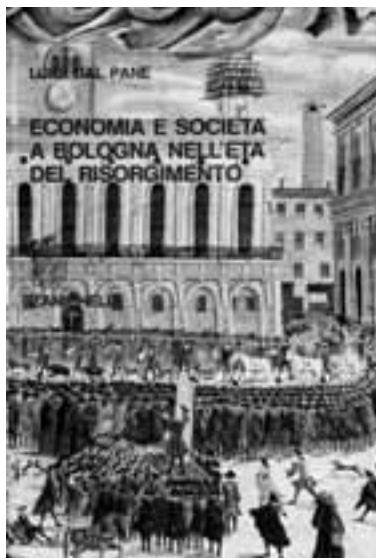 LUIGI DAL PANE
ECONOMIA E SOCIETÀ
A BOLOGNA NELL'ETÀ
DEL RISORGIMENTO
ZANICHELLI